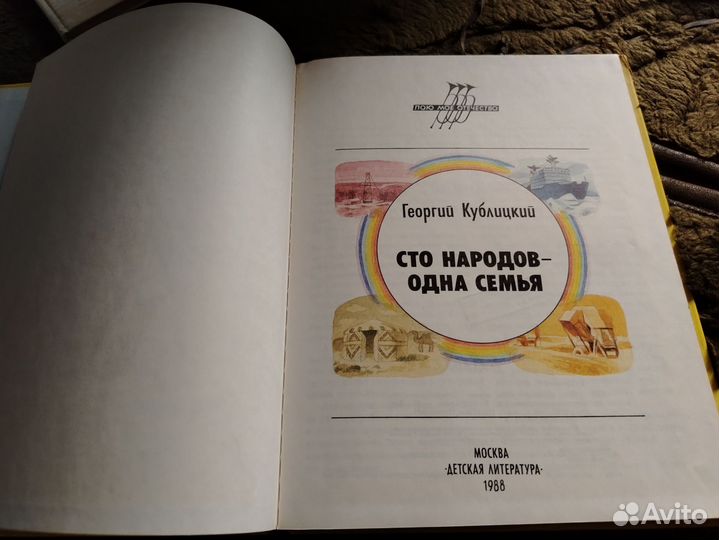 ПОЮ МОЕ ОТЕЧЕСТВО
Георгий Кублицкий
СТО НАРОДОВ–
ОДНА СЕМЬЯ
МОСКВА
·ДЕТСКАЯ ЛИТЕРАТУРА·
1988
Avito